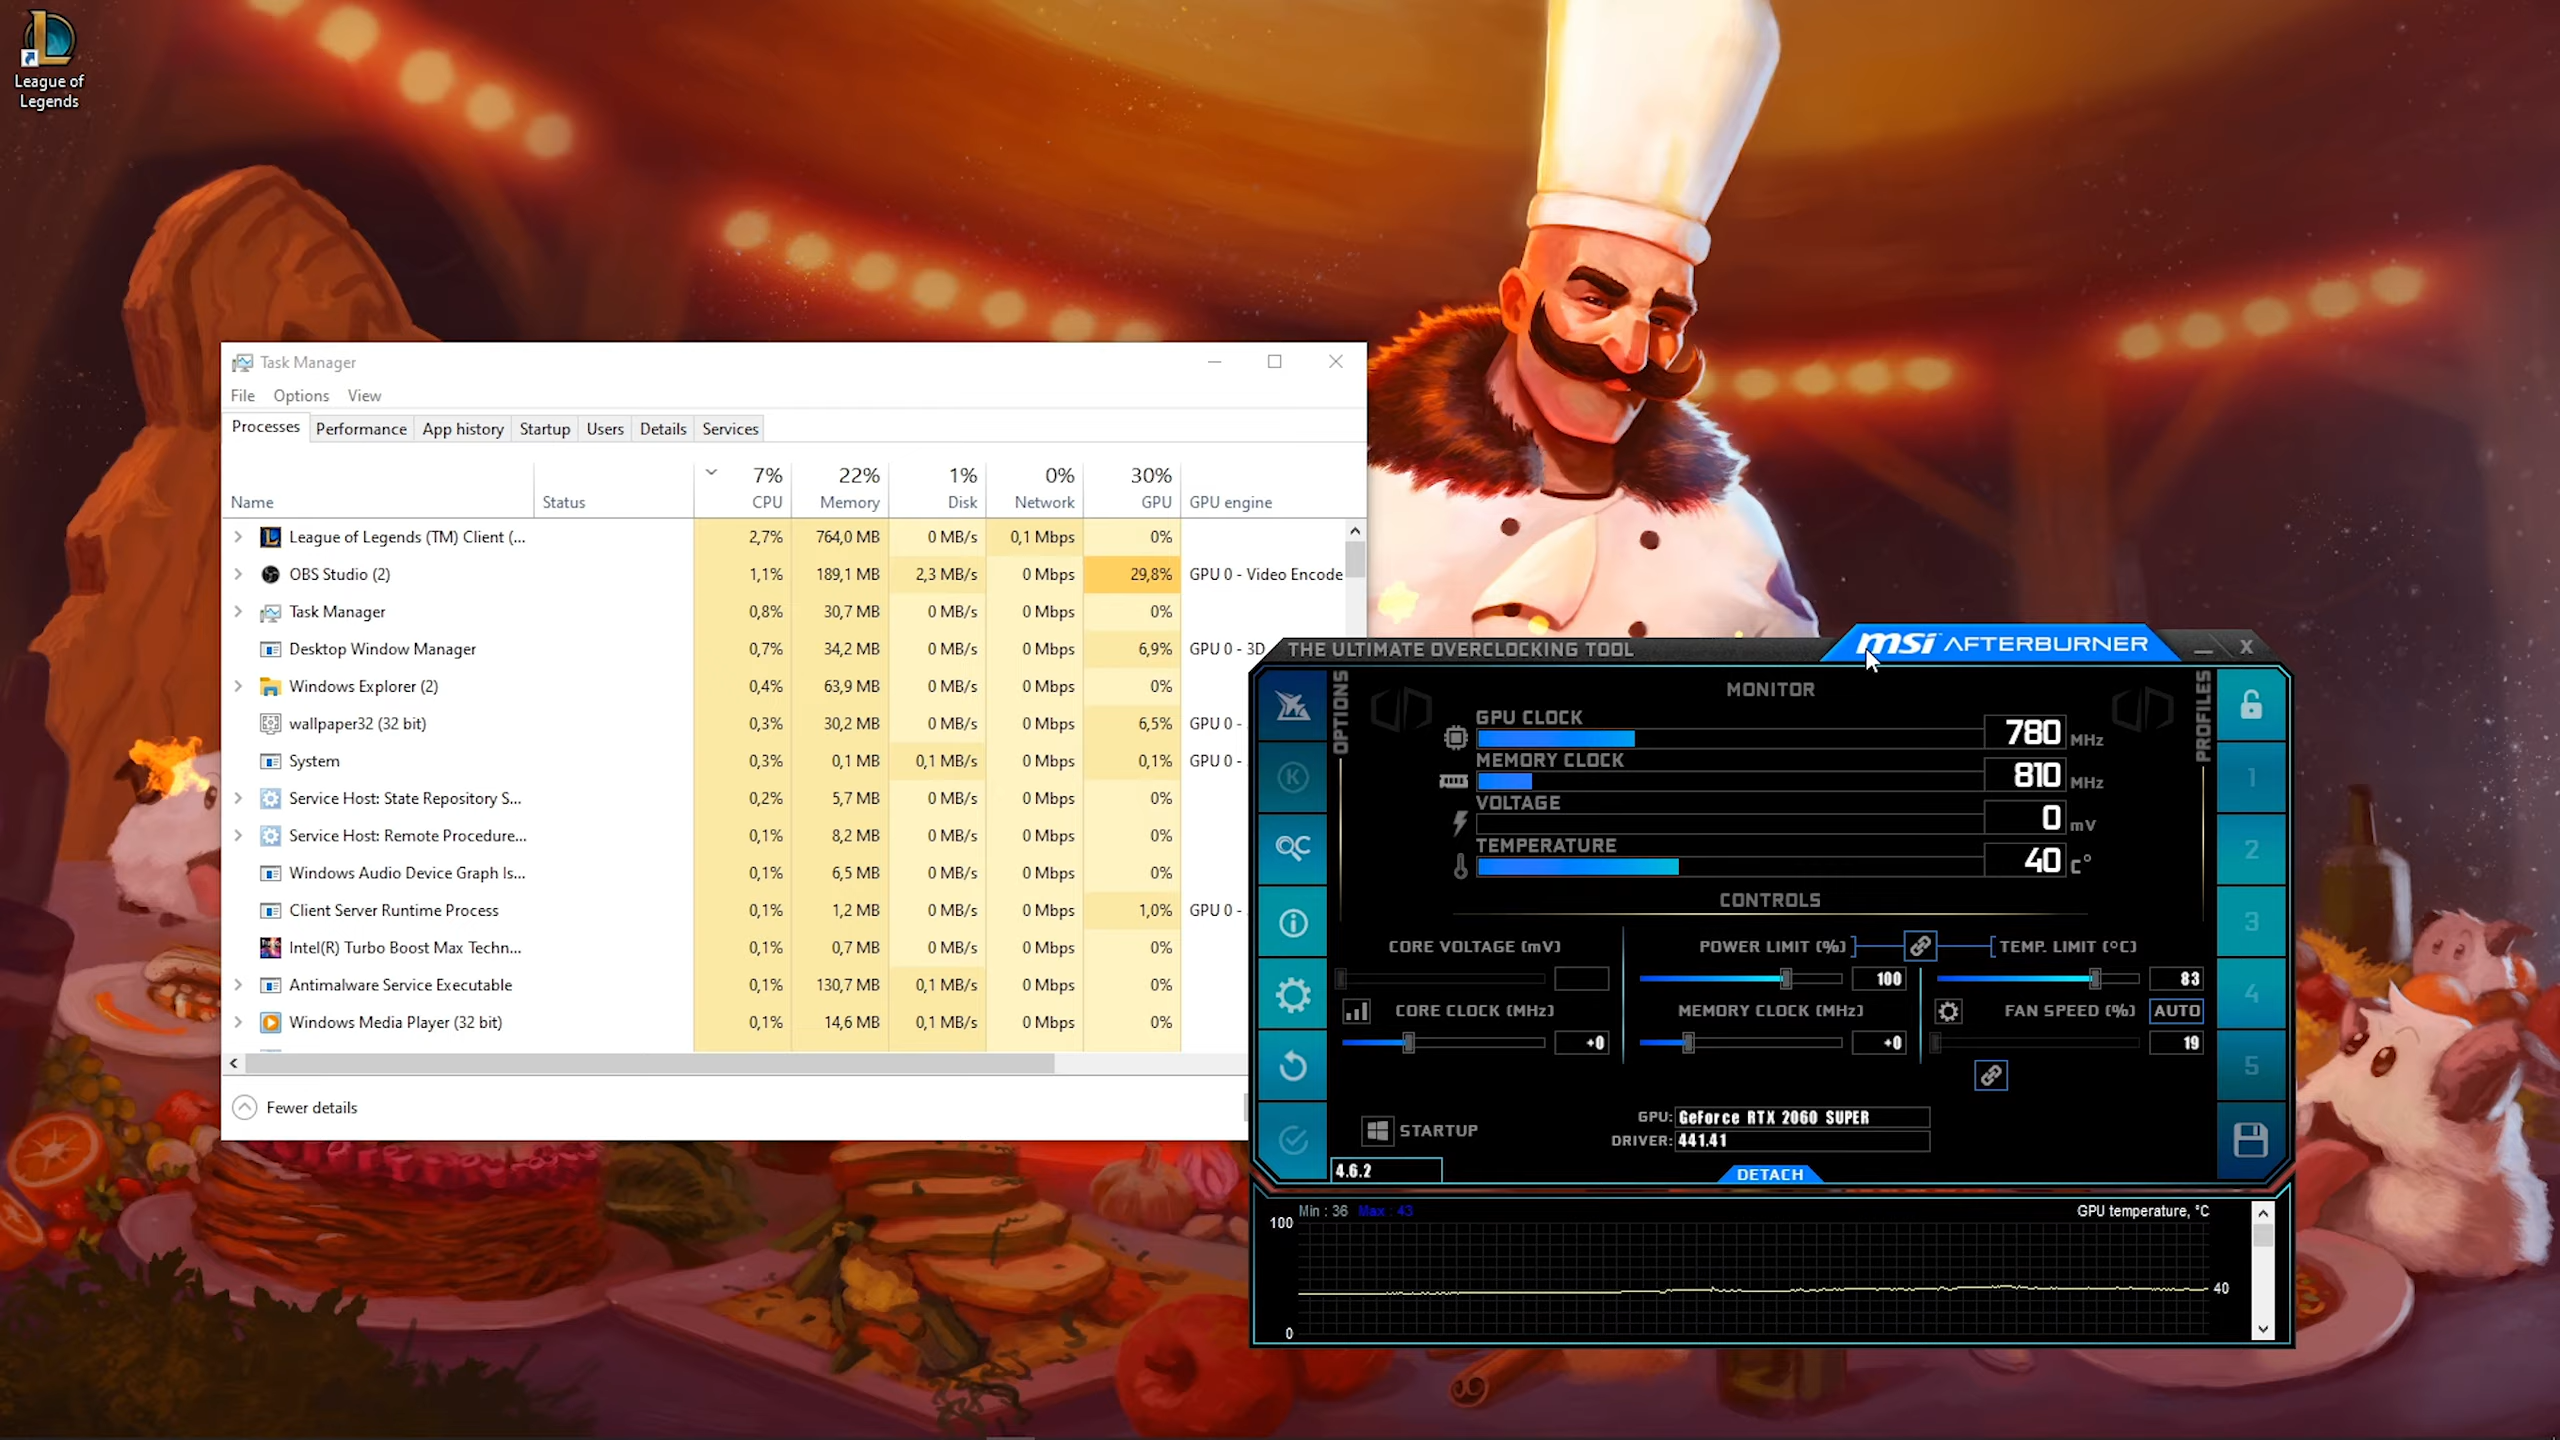 League of
Legends
Task Manager
File Options View
Processes Performance App history Startup Users Details Services
7% 22% 1% 0% 30%
Name Status CPU Memory Disk Network GPU GPU engine
League of Legends (TM) Client (... 2,7% 764,0 MB 0 MB/s 0,1 Mbps 0%
OBS Studio (2) 1,1% 189,1 MB 2,3 MB/s 0 Mbps 29,8% GPU 0 - Video Encode
Task Manager 0,8% 30,7 MB 0 MB/s 0 Mbps 0%
Desktop Window Manager 0,7% 34,2 MB 0 MB/s 0 Mbps 6,9% GPU 0 - 3D
Windows Explorer (2) 0,4% 63,9 MB 0 MB/s 0 Mbps 0%
wallpaper32 (32 bit) 0,3% 30,2 MB 0 MB/s 0 Mbps 6,5% GPU 0 -
System 0,3% 0,1 MB 0,1 MB/s 0 Mbps 0,1% GPU 0 -
Service Host: State Repository S... 0,2% 5,7 MB 0 MB/s 0 Mbps 0%
Service Host: Remote Procedure... 0,1% 8,2 MB 0 MB/s 0 Mbps 0%
Windows Audio Device Graph Is... 0,1% 6,5 MB 0 MB/s 0 Mbps 0%
Client Server Runtime Process 0,1% 1,2 MB 0 MB/s 0 Mbps 1,0% GPU 0 -
Intel(R) Turbo Boost Max Techn... 0,1% 0,7 MB 0 MB/s 0 Mbps 0%
Antimalware Service Executable 0,1% 130,7 MB 0,1 MB/s 0 Mbps 0%
Windows Media Player (32 bit) 0,1% 14,6 MB 0,1 MB/s 0 Mbps 0%
Fewer details
THE ULTIMATE OVERCLOCKING TOOL
msi AFTERBURNER
X
OPTIONS
PROFILES
MONITOR
GPU CLOCK 780 MHz
MEMORY CLOCK 810 MHz
VOLTAGE 0 mV
TEMPERATURE 40 C°
CONTROLS
CORE VOLTAGE (mV) POWER LIMIT (%) TEMP. LIMIT (°C)
100 83
CORE CLOCK (MHz) MEMORY CLOCK (MHz) FAN SPEED (%) AUTO
+0 +0 19
K
OC
i
1
2
3
4
5
STARTUP
GPU: GeForce RTX 2060 SUPER
DRIVER: 441.41
4.6.2
DETACH
Min : 36 Max : 43 GPU temperature, °C
100
40
0